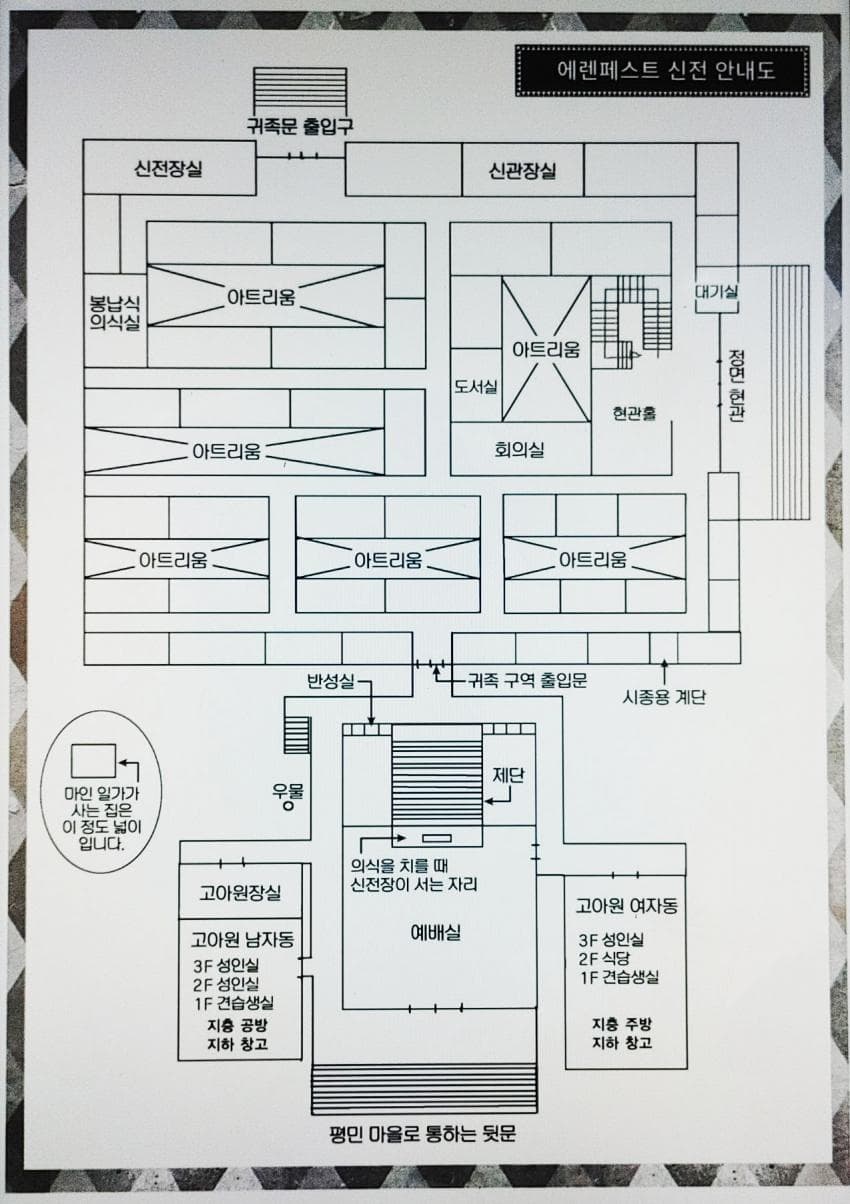 에렌페스트 신전 안내도
귀족문 출입구
신전장실
신관장실
아트리움
봉납식
의식실
대기실
아트리움
도서실
정면 현관
현관홀
회의실
아트리움
아트리움
아트리움
아트리움
반성실
귀족 구역 출입문
시종용 계단
제단
우물
마인 일가가
사는 집은
이 정도 넓이
입니다.
의식을 치를 때
신전장이 서는 자리
고아원장실
고아원 여자동
예배실
고아원 남자동
3F 성인실
2F 식당
1F 견습생실
3F 성인실
2F 성인실
1F 견습생실
지층 공방
지하 창고
지층 주방
지하 창고
평민 마을로 통하는 뒷문